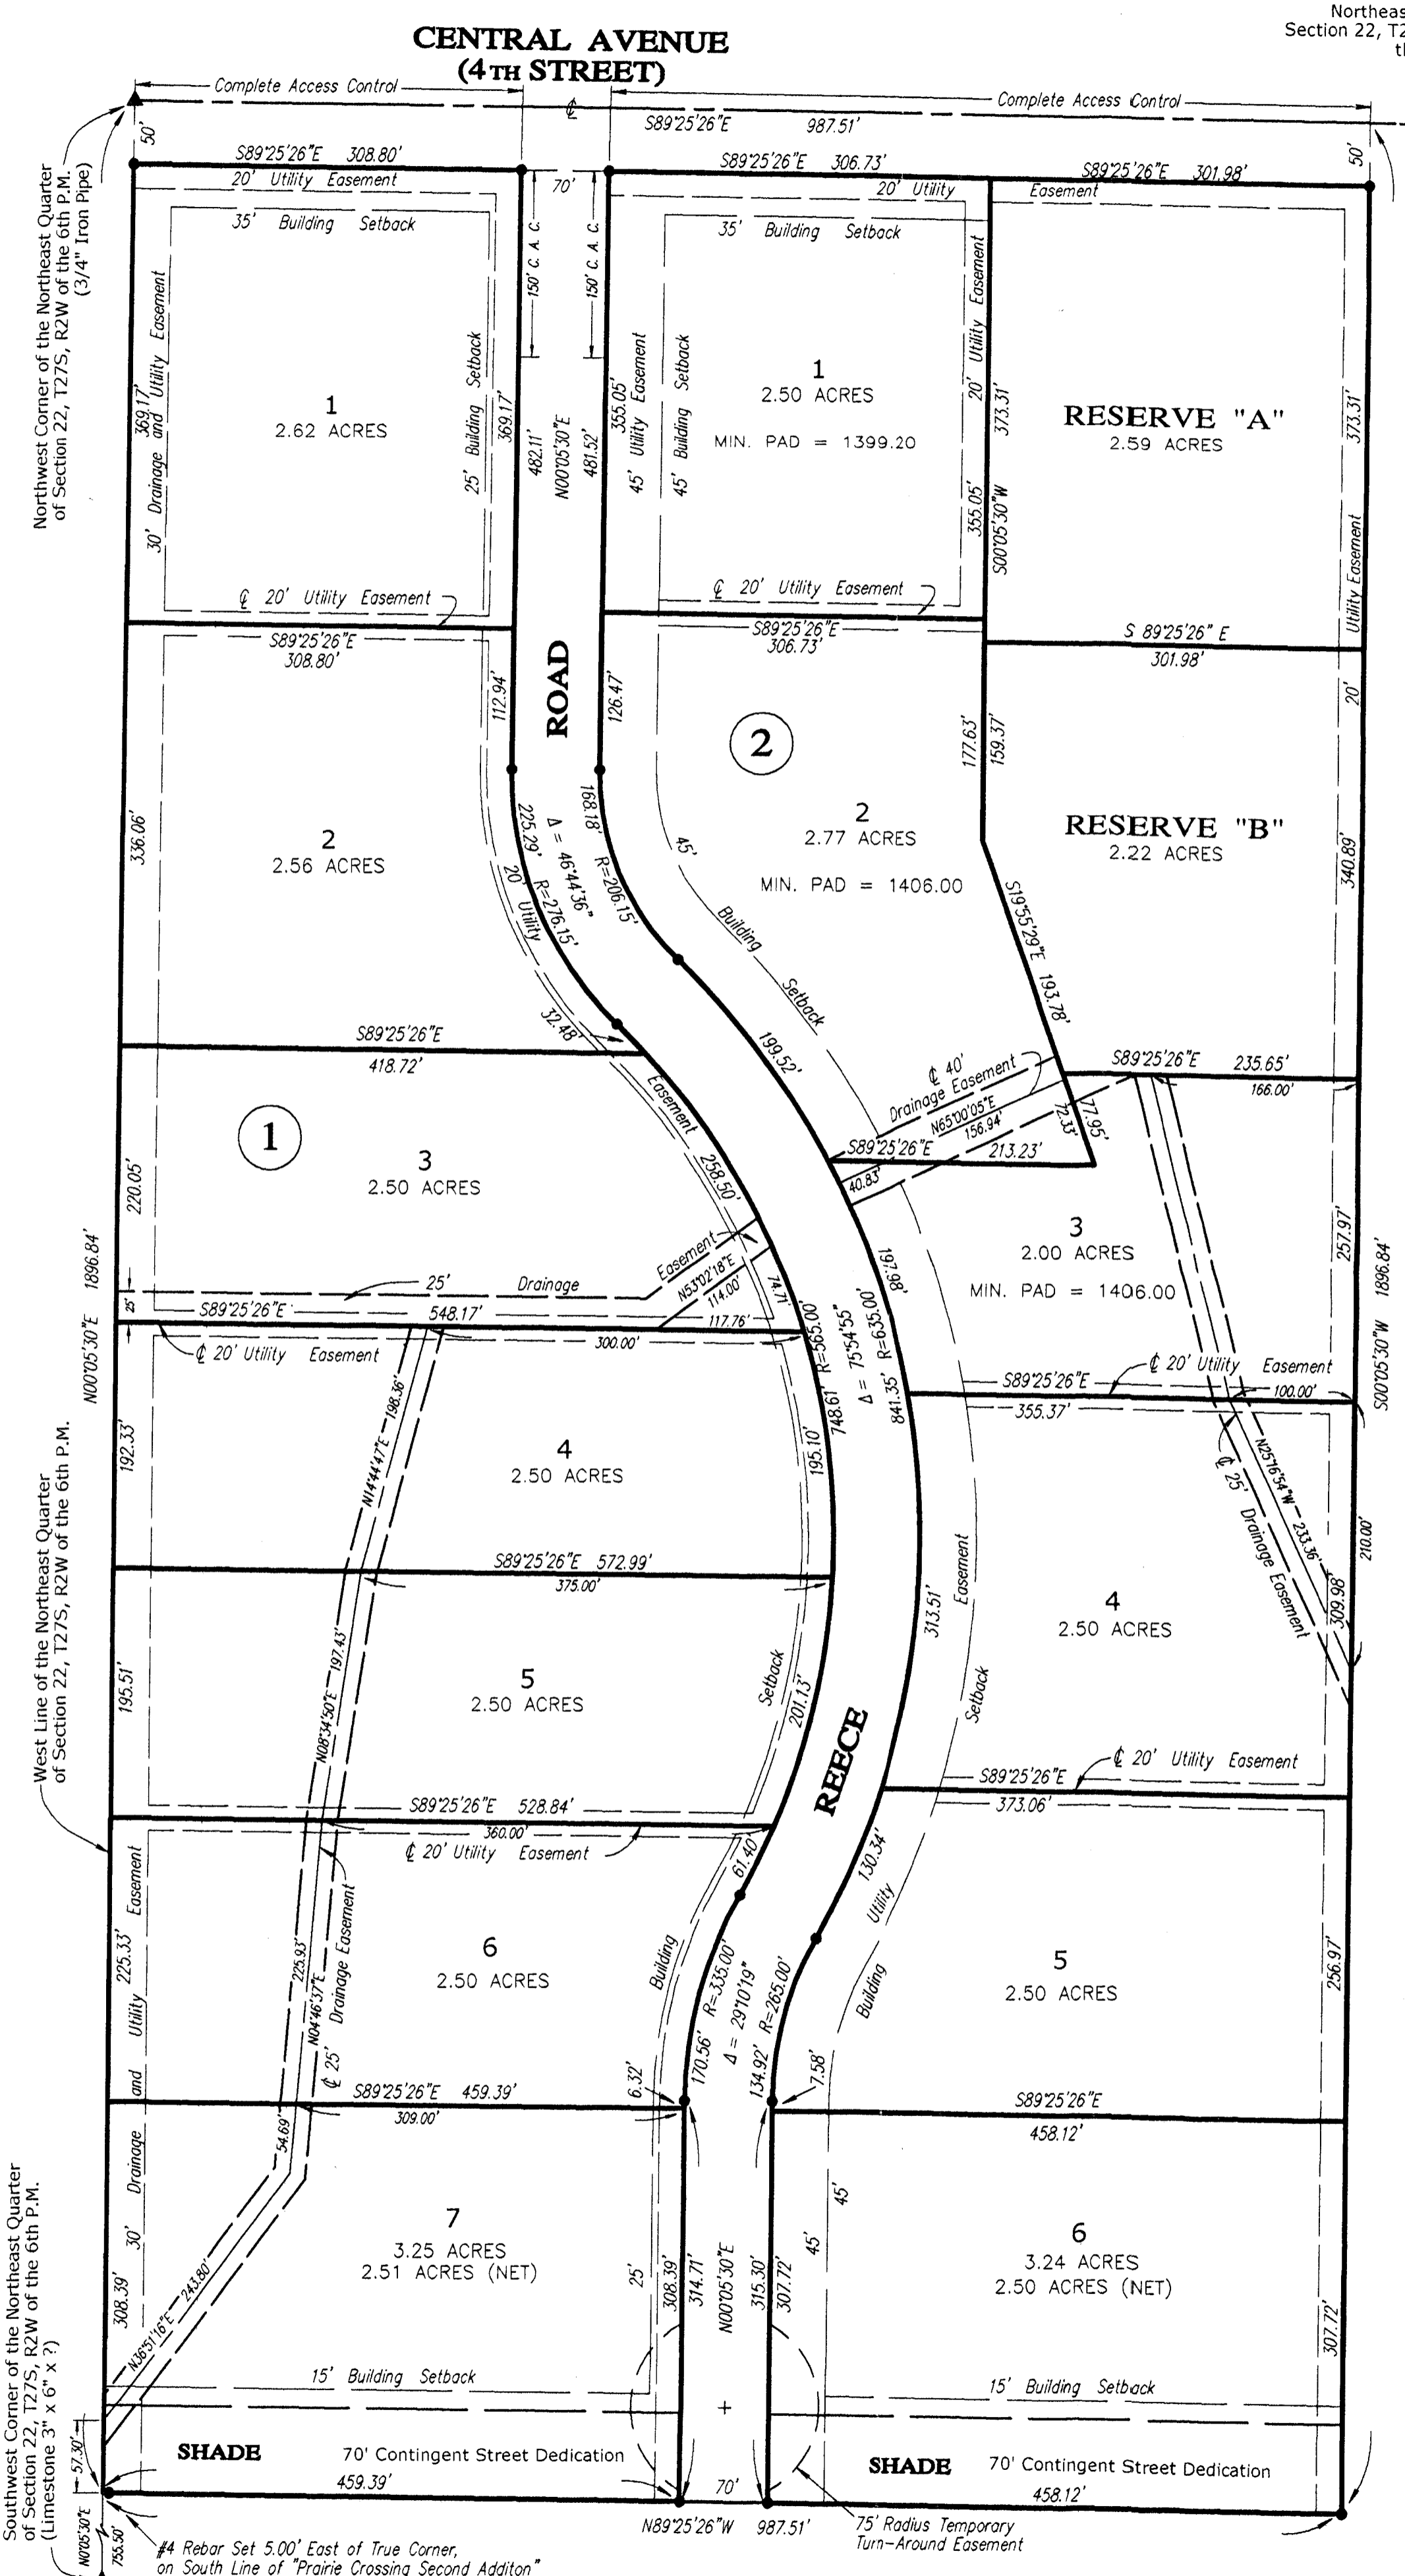 CENTRAL AVENUE
(4TH STREET)
Northeas
Section 22, T2
th
Complete Access Control
Complete Access Control
℄
S89°25'26"E 987.51'
50'
50'
S89°25'26"E 308.80'
20' Utility Easement
35' Building Setback
70'
S89°25'26"E 306.73'
20' Utility Easement
35' Building Setback
S89°25'26"E 301.98'
Northwest Corner of the Northeast Quarter
of Section 22, T27S, R2W of the 6th P.M.
(3/4" Iron Pipe)
369.17'
30' Drainage and Utility Easement
1
2.62 ACRES
25' Building Setback
369.17'
150' C. A. C.
150' C. A. C.
482.11'
N00°05'30"E
481.52'
355.05'
45' Utility Easement
45' Building Setback
1
2.50 ACRES
MIN. PAD = 1399.20
20' Utility Easement
355.05'
373.31'
S00°05'30"W
RESERVE "A"
2.59 ACRES
373.31'
20' Utility Easement
℄ 20' Utility Easement
S89°25'26"E
308.80'
℄ 20' Utility Easement
S89°25'26"E
306.73'
S 89°25'26" E
301.98'
ROAD
112.94'
126.47'
336.06'
2
2.56 ACRES
225.29' R=276.15'
Δ = 46°44'36"
168.18' R=206.15'
20' Utility
32.48'
2
2
2.77 ACRES
MIN. PAD = 1406.00
45'
Building
Setback
177.63'
159.37'
RESERVE "B"
2.22 ACRES
340.89'
S19°55'29"E 193.78'
199.52'
S89°25'26"E
418.72'
℄ 40'
Drainage Easement
N65°00'05"E
156.94'
S89°25'26"E 213.23'
40.83'
72.33'
77.95'
S89°25'26"E 235.65'
166.00'
1
220.05'
3
2.50 ACRES
Easement
258.50'
Easement
N53°02'18"E
114.00'
74.71'
117.76'
25' Drainage
25'
S89°25'26"E 548.17'
300.00'
℄ 20' Utility Easement
N00°05'30"E 1896.84'
748.61' R=565.00'
Δ = 75°54'55"
841.35' R=635.00'
197.98'
3
2.00 ACRES
MIN. PAD = 1406.00
257.97'
S00°05'30"W 1896.84'
℄ 20' Utility Easement
S89°25'26"E
100.00'
355.37'
West Line of the Northeast Quarter
of Section 22, T27S, R2W of the 6th P.M.
192.33'
N14°44'47"E 198.36'
4
2.50 ACRES
195.10'
S89°25'26"E 572.99'
375.00'
N25°16'54"W 233.36'
℄ 25' Drainage Easement
210.00'
309.98'
4
2.50 ACRES
313.51'
Easement
Setback
195.51'
N08°34'50"E 197.43'
5
2.50 ACRES
Setback
201.13'
REECE
S89°25'26"E 528.84'
360.00'
℄ 20' Utility Easement
℄ 20' Utility Easement
S89°25'26"E
373.06'
Easement
225.33'
and Utility
225.93'
N04°46'37"E
℄ 25' Drainage Easement
6
2.50 ACRES
Building
61.40'
170.56' R=335.00'
Δ = 29°10'19"
134.92' R=265.00'
130.34'
Utility
Building
5
2.50 ACRES
256.97'
6.32'
7.58'
S89°25'26"E 459.39'
309.00'
S89°25'26"E
458.12'
Southwest Corner of the Northeast Quarter
of Section 22, T27S, R2W of the 6th P.M.
(Limestone 3" x 6" x ?)
30' Drainage
308.39'
54.69'
N36°51'16"E 243.80'
7
3.25 ACRES
2.51 ACRES (NET)
25'
308.39'
314.71'
N00°05'30"E
315.30'
307.72'
45'
45'
6
3.24 ACRES
2.50 ACRES (NET)
307.72'
15' Building Setback
15' Building Setback
57.30'
SHADE 70' Contingent Street Dedication
459.39'
SHADE 70' Contingent Street Dedication
458.12'
70'
N89°25'26"W 987.51'
75' Radius Temporary
Turn-Around Easement
N0°05'30"E
755.50'
#4 Rebar Set 5.00' East of True Corner,
on South Line of "Prairie Crossing Second Additon"